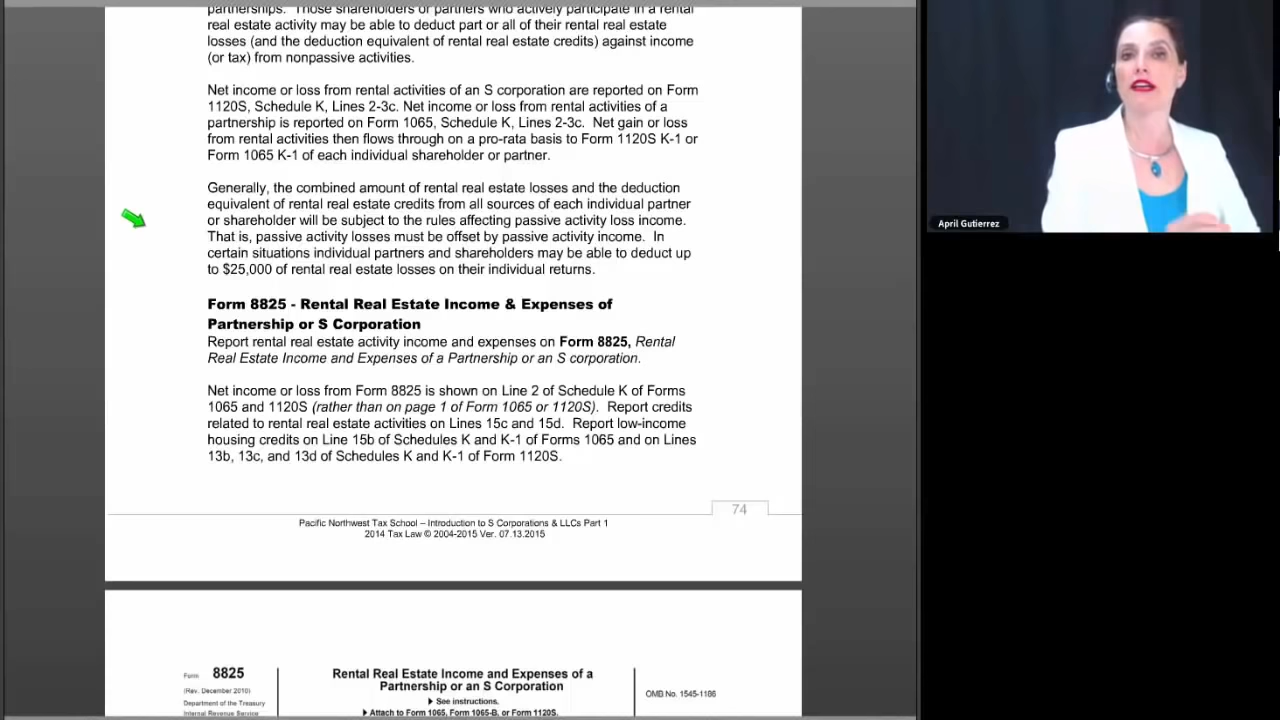 partnerships. Those shareholders or partners who actively participate in a rental
real estate activity may be able to deduct part or all of their rental real estate
losses (and the deduction equivalent of rental real estate credits) against income
(or tax) from nonpassive activities.
Net income or loss from rental activities of an S corporation are reported on Form
1120S, Schedule K, Lines 2-3c. Net income or loss from rental activities of a
partnership is reported on Form 1065, Schedule K, Lines 2-3c. Net gain or
loss from rental activities then flows through on a pro-rata basis to Form 1120S K-1 or
Form 1065 K-1 of each individual shareholder or partner.
Generally, the combined amount of rental real estate losses and the deduction
equivalent of rental real estate credits from all sources of each individual partner
or shareholder will be subject to the rules affecting passive activity loss income.
That is, passive activity losses must be offset by passive activity income. In
certain situations individual partners and shareholders may be able to deduct up
to $25,000 of rental real estate losses on their individual returns.
Form 8825 - Rental Real Estate Income & Expenses of
Partnership or S Corporation
Report rental real estate activity income and expenses on Form 8825, Rental
Real Estate Income and Expenses of a Partnership or an S corporation.
Net income or loss from Form 8825 is shown on Line 2 of Schedule K of Forms
1065 and 1120S (rather than on page 1 of Form 1065 or 1120S). Report credits
related to rental real estate activities on Lines 15c and 15d. Report low-income
housing credits on Line 15b of Schedules K and K-1 of Forms 1065 and on Lines
13b, 13c, and 13d of Schedules K and K-1 of Form 1120S.
74
Pacific Northwest Tax School – Introduction to S Corporations & LLCs Part 1
2014 Tax Law © 2004-2015 Ver. 07.13.2015
Form 8825
(Rev. December 2010)
Department of the Treasury
Internal Revenue Service
Rental Real Estate Income and Expenses of a
Partnership or an S Corporation
▶ See instructions.
▶ Attach to Form 1065, Form 1065-B, or Form 1120S.
OMB No. 1545-1186
April Gutierrez